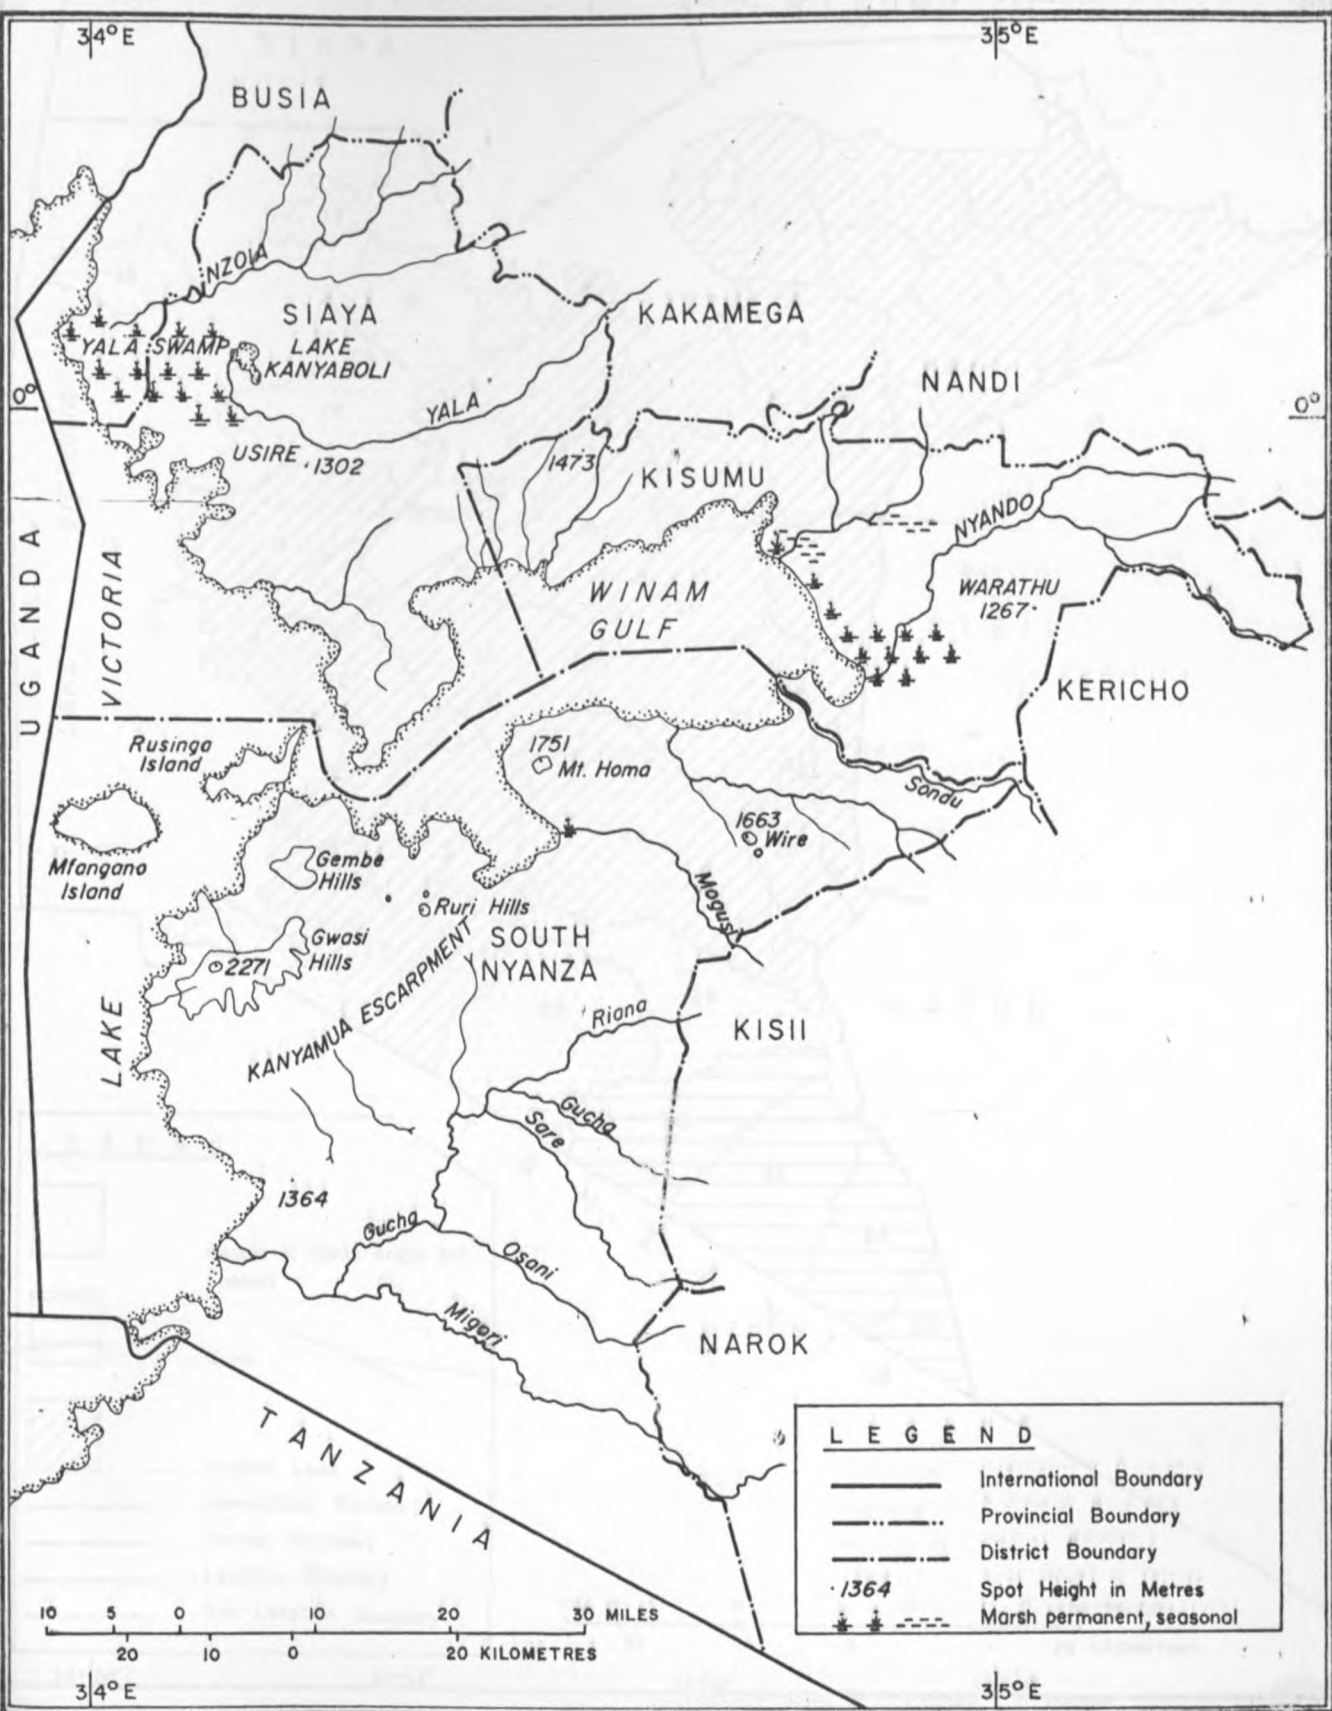 34°E
35°E
BUSIA
NZOIA
SIAYA
KAKAMEGA
YALA SWAMP
LAKE
KANYABOLI
NANDI
0°
0°
YALA
USIRE
1302
1473
KISUMU
NYANDO
UGANDA
VICTORIA
WINAM
GULF
WARATHU
1267
KERICHO
Rusinga
Island
1751
Mt. Homa
Sondu
1663
Wire
Mfangano
Island
Gembe
Hills
Ruri Hills
Magusi
Gwasi
Hills
2271
SOUTH
NYANZA
KANYAMUA ESCARPMENT
LAKE
Riana
KISII
Gucha
Sare
1364
Gucha
Osani
Migori
NAROK
TANZANIA
LEGEND
International Boundary
Provincial Boundary
District Boundary
·1364 Spot Height in Metres
Marsh permanent, seasonal
10 5 0 10 20 30 MILES
20 10 0 20 KILOMETRES
34°E
35°E